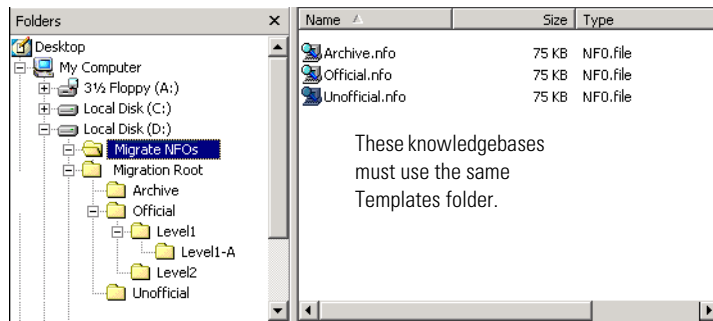 Folders
Desktop
My Computer
3½ Floppy (A:)
Local Disk (C:)
Local Disk (D:)
Migrate NFOs
Migration Root
Archive
Official
Level1
Level1-A
Level2
Unofficial
Name Size Type
Archive.nfo 75 KB NFO.file
Official.nfo 75 KB NFO.file
Unofficial.nfo 75 KB NFO.file
These knowledgebases
must use the same
Templates folder.